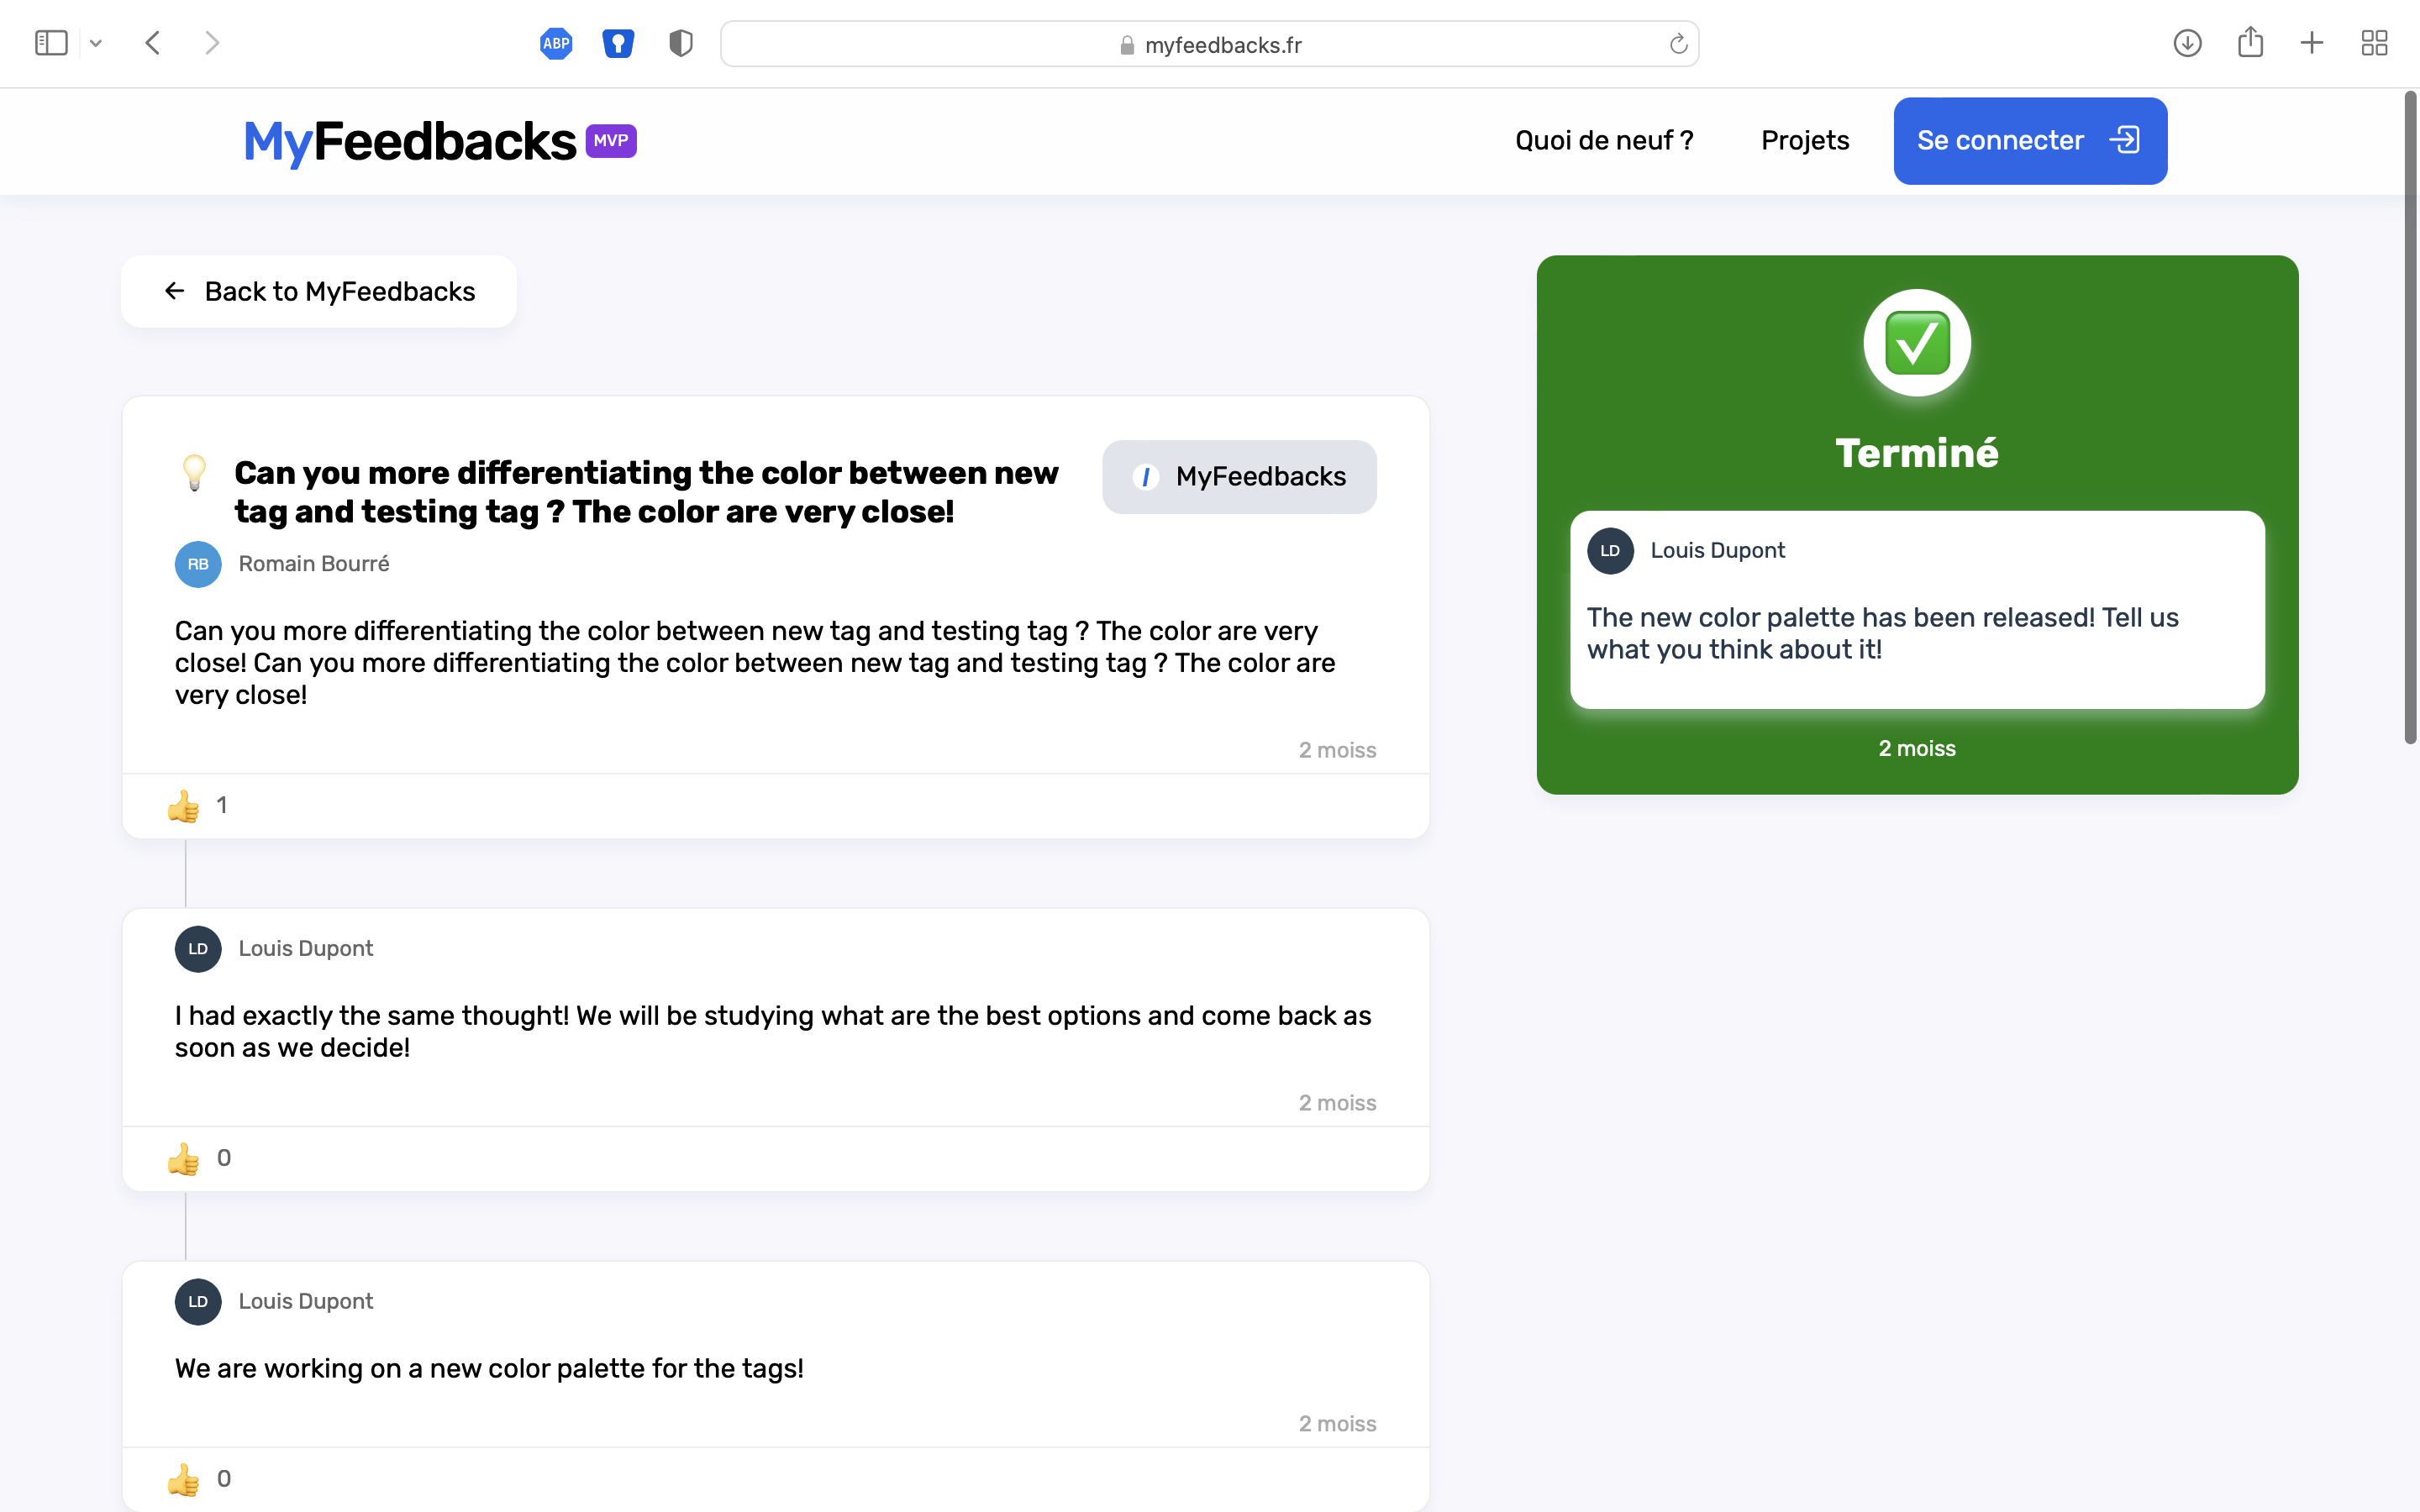 ABP
myfeedbacks.fr
MyFeedbacks MVP
Quoi de neuf ?
Projets
Se connecter
Back to MyFeedbacks
Can you more differentiating the color between new
tag and testing tag ? The color are very close!
MyFeedbacks
RB Romain Bourré
Can you more differentiating the color between new tag and testing tag ? The color are very
close! Can you more differentiating the color between new tag and testing tag ? The color are
very close!
2 moiss
1
LD Louis Dupont
I had exactly the same thought! We will be studying what are the best options and come back as
soon as we decide!
2 moiss
0
LD Louis Dupont
We are working on a new color palette for the tags!
2 moiss
0
Terminé
LD Louis Dupont
The new color palette has been released! Tell us
what you think about it!
2 moiss